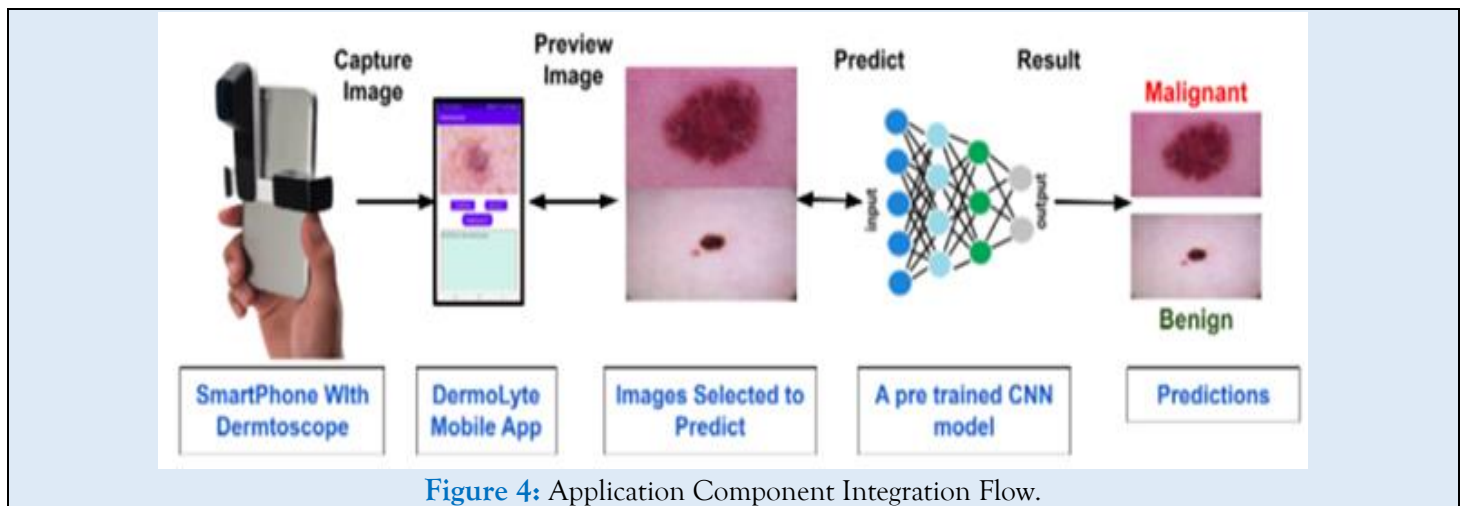 Capture
Image
Preview
Image
Predict
Result
Malignant
input
output
Benign
SmartPhone WIth
Dermtoscope
DermoLyte
Mobile App
Images Selected to
Predict
A pre trained CNN
model
Predictions
Figure 4: Application Component Integration Flow.